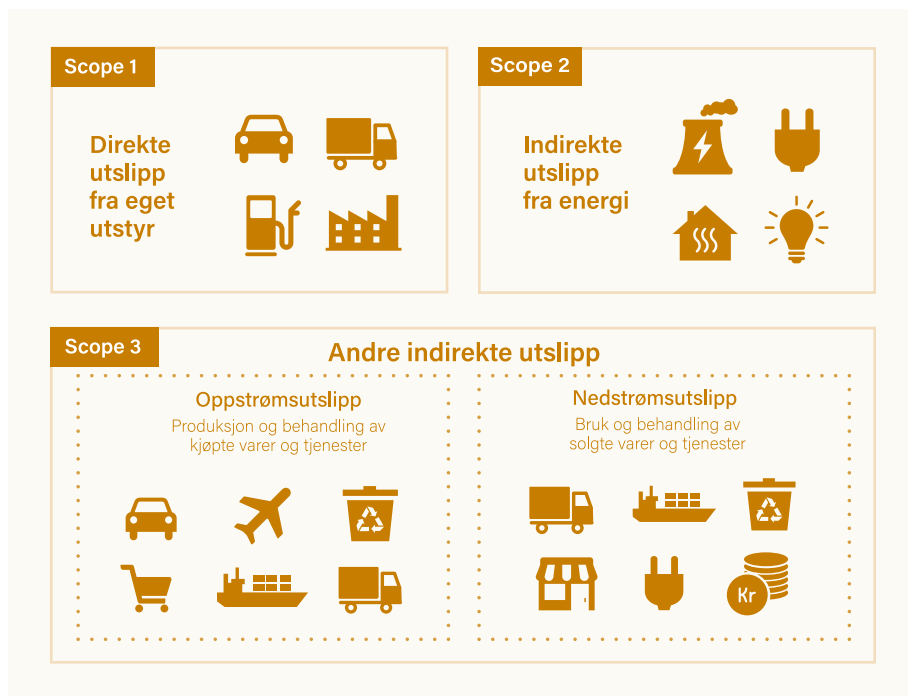 Scope 1
Direkte
utslipp
fra eget
utstyr
Scope 2
Indirekte
utslipp
fra energi
Scope 3
Andre indirekte utslipp
Oppstrømsutslipp
Produksjon og behandling av
kjøpte varer og tjenester
Nedstrømsutslipp
Bruk og behandling av
solgte varer og tjenester
Kr